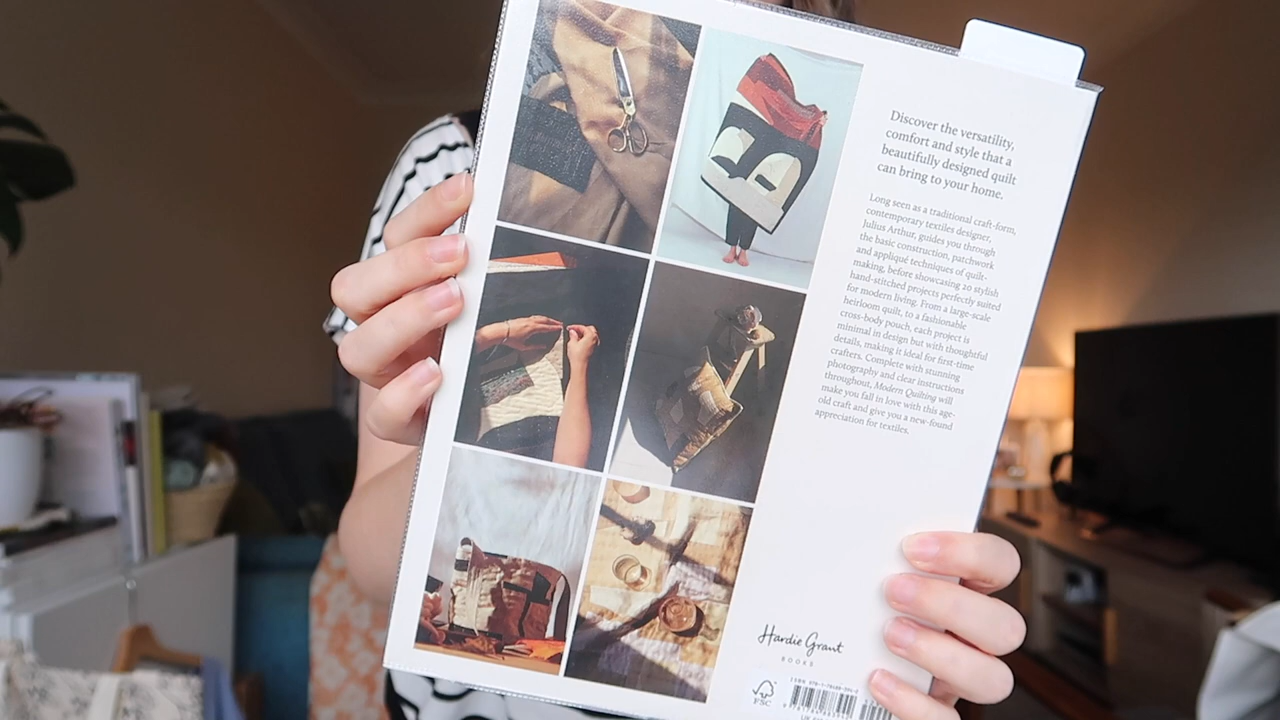 Discover the versatility,
comfort and style that a
beautifully designed quilt
can bring to your home.
Long seen as a traditional craft-form,
contemporary textiles designer,
Julius Arthur, guides you through
the basic construction, patchwork
and appliqué techniques of quilt-
making, before showcasing 20 stylish
hand-stitched projects perfectly suited
for modern living. From a large-scale
heirloom quilt, to a fashionable
cross-body pouch, each project is
minimal in design but with thoughtful
details, making it ideal for first-time
crafters. Complete with stunning
photography and clear instructions
throughout, Modern Quilting will
make you fall in love with this age-
old craft and give you a new-found
appreciation for textiles.
Hardie Grant
BOOKS
FSC
ISBN